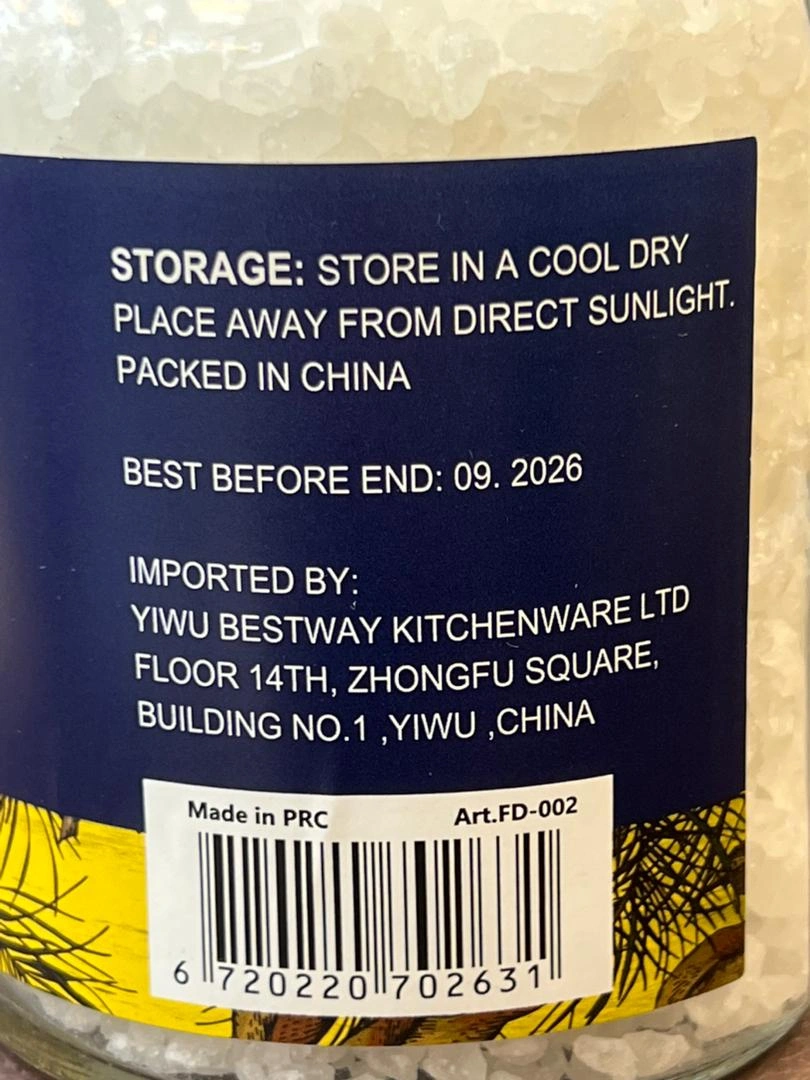 STORAGE: STORE IN A COOL DRY
PLACE AWAY FROM DIRECT SUNLIGHT.
PACKED IN CHINA
BEST BEFORE END: 09. 2026
IMPORTED BY:
YIWU BESTWAY KITCHENWARE LTD
FLOOR 14TH, ZHONGFU SQUARE,
BUILDING NO.1 ,YIWU ,CHINA
Made in PRC Art.FD-002
6 720220 702631